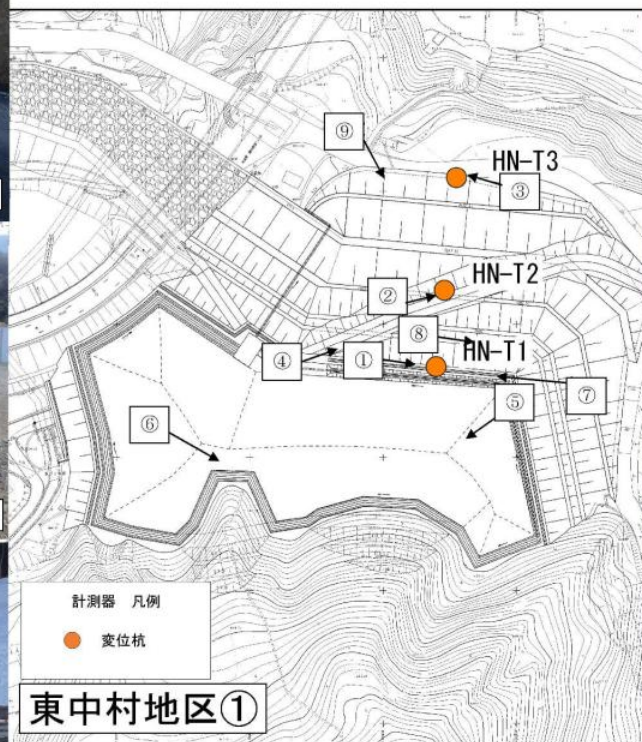 ⑨
HN-T3
③
HN-T2
②
⑧
HN-T1
④
①
⑦
⑤
⑥
計測器 凡例
変位杭
東中村地区①